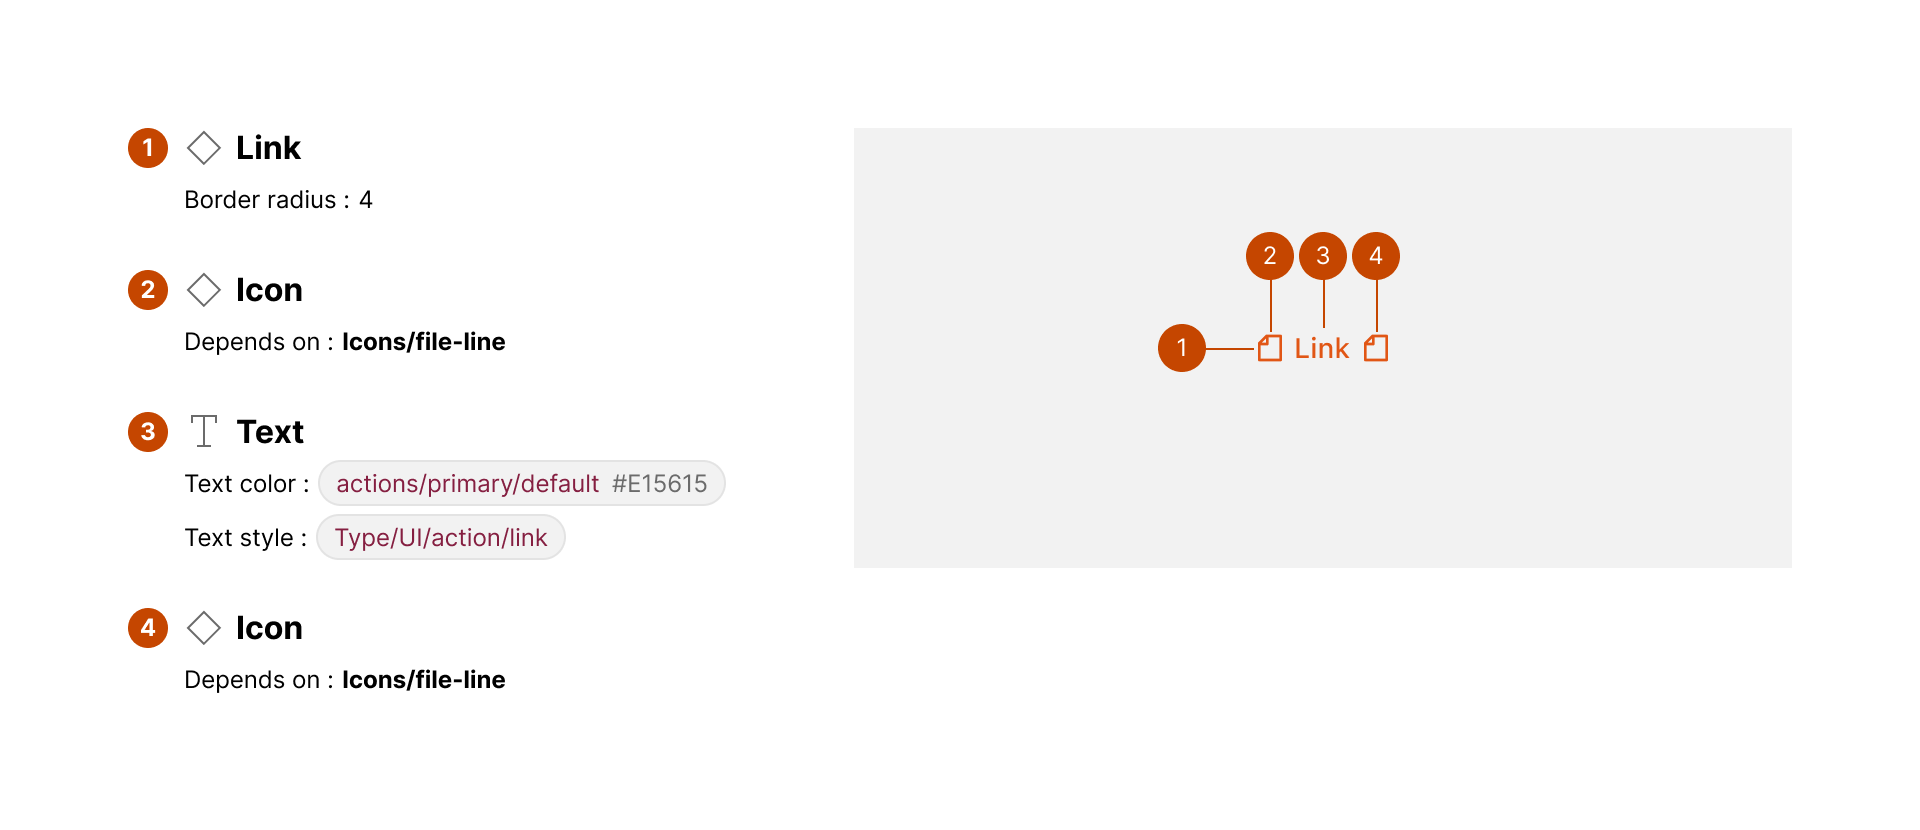 1 Link
Border radius : 4
2 Icon
Depends on : Icons/file-line
3 Text
Text color : actions/primary/default #E15615
Text style : Type/UI/action/link
4 Icon
Depends on : Icons/file-line
2 3 4
1 Link